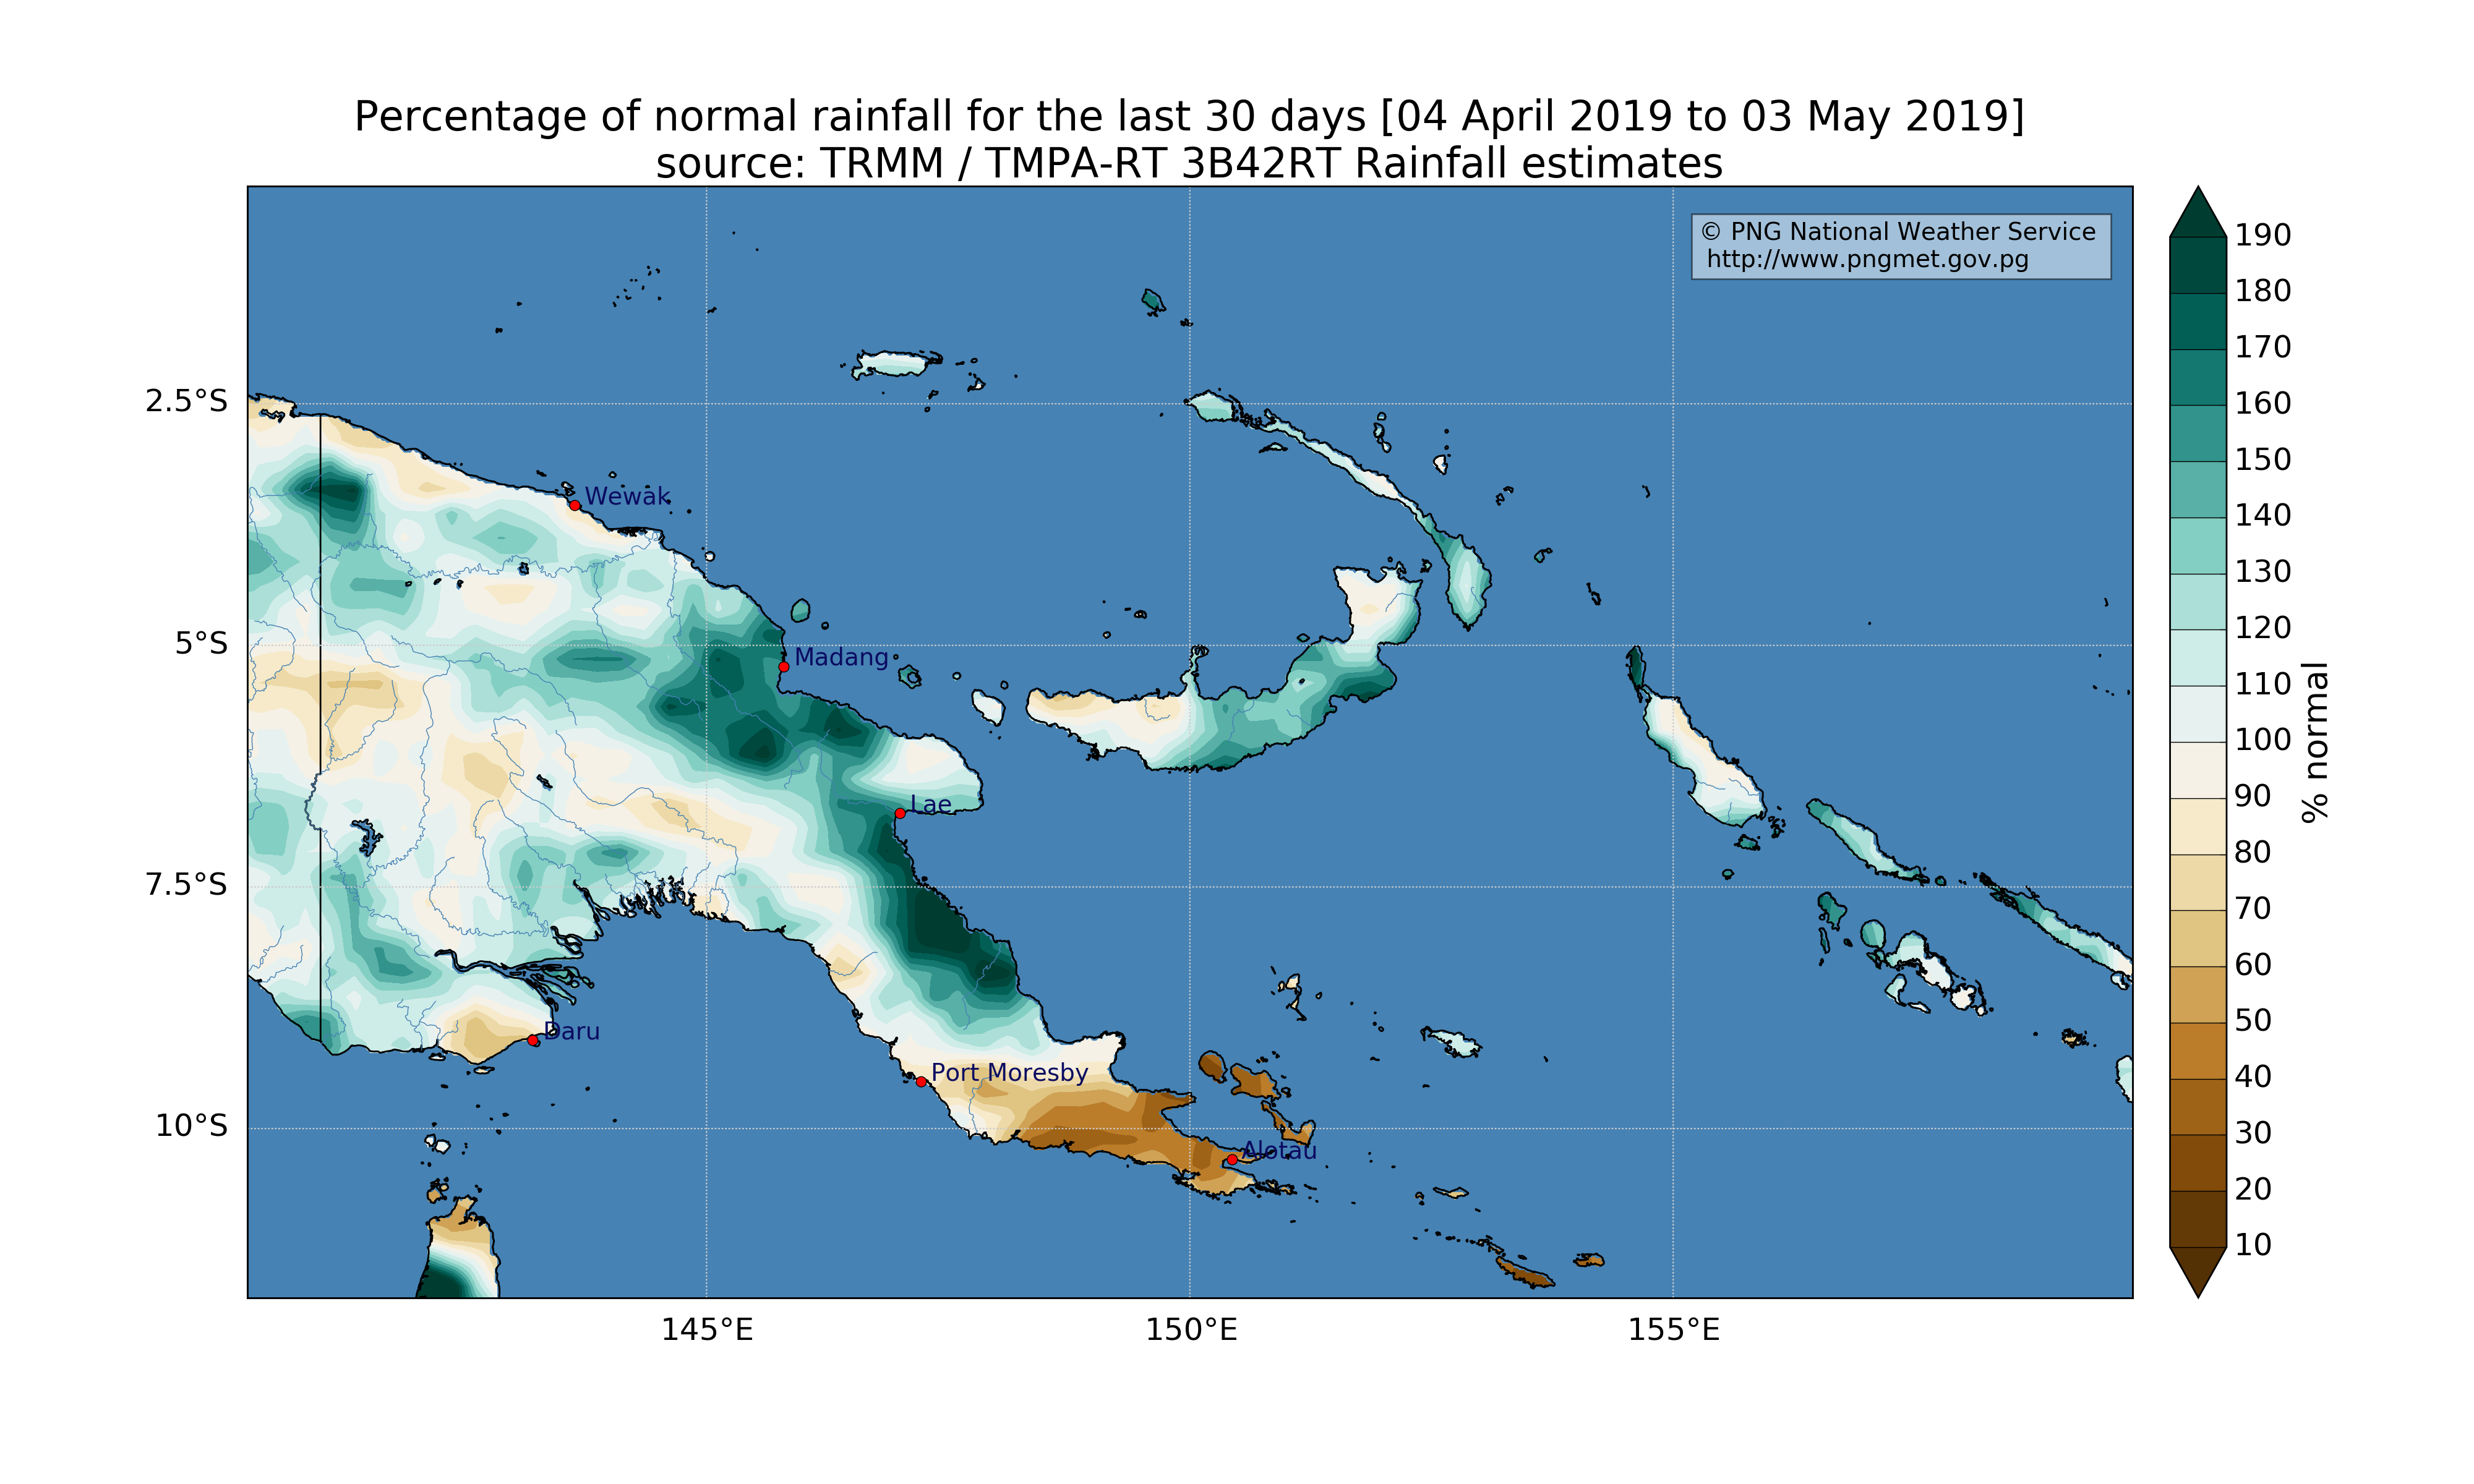 Percentage of normal rainfall for the last 30 days [04 April 2019 to 03 May 2019]
source: TRMM / TMPA-RT 3B42RT Rainfall estimates
© PNG National Weather Service
http://www.pngmet.gov.pg
2.5°S
5°S
7.5°S
10°S
Wewak
Madang
Lae
Daru
Port Moresby
Alotau
145°E
150°E
155°E
190
180
170
160
150
140
130
120
110
100
90
80
70
60
50
40
30
20
10
% normal